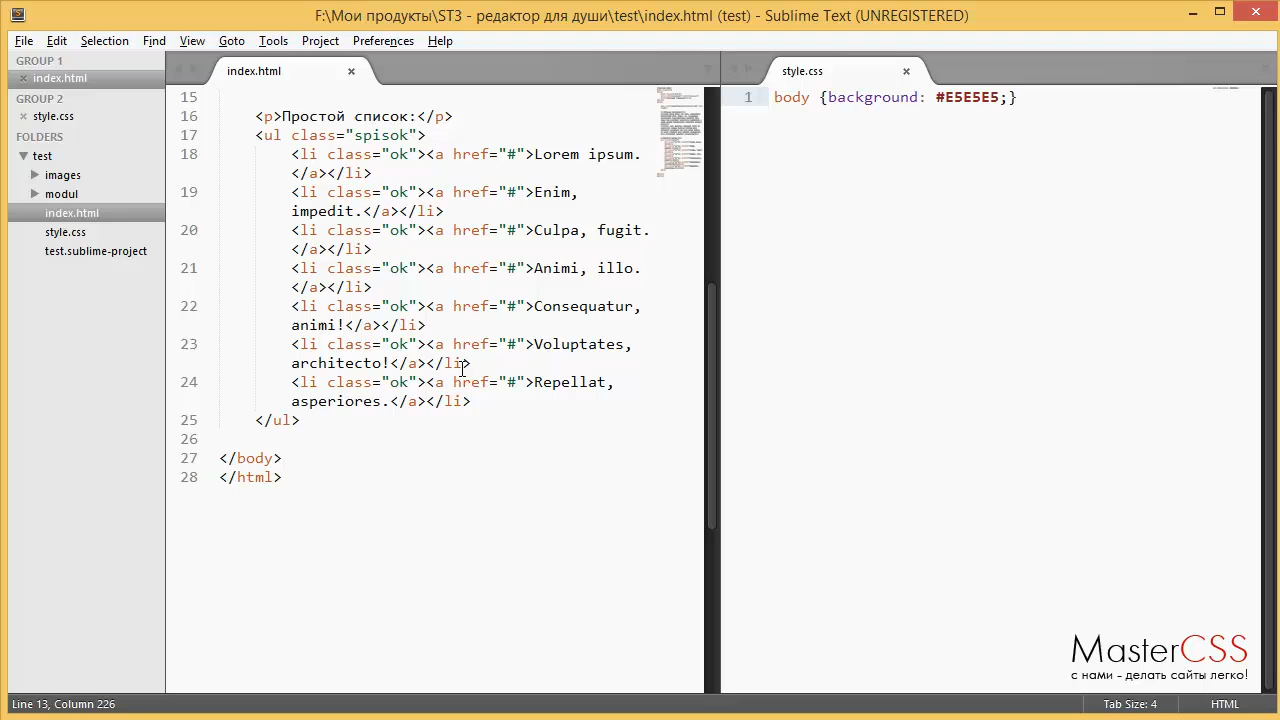 F:\Мои продукты\ST3 - редактор для души\test\index.html (test) - Sublime Text (UNREGISTERED)
File Edit Selection Find View Goto Tools Project Preferences Help
GROUP 1
index.html
GROUP 2
style.css
FOLDERS
test
images
modul
index.html
style.css
test.sublime-project
index.html
15
16 <p>Простой список:</p>
17 <ul class="spisok">
18 <li class="ok"><a href="#">Lorem ipsum.
</a></li>
19 <li class="ok"><a href="#">Enim,
impedit.</a></li>
20 <li class="ok"><a href="#">Culpa, fugit.
</a></li>
21 <li class="ok"><a href="#">Animi, illo.
</a></li>
22 <li class="ok"><a href="#">Consequatur,
animi!</a></li>
23 <li class="ok"><a href="#">Voluptates,
architecto!</a></li>
24 <li class="ok"><a href="#">Repellat,
asperiores.</a></li>
25 </ul>
26
27 </body>
28 </html>
style.css
1 body {background: #E5E5E5;}
MasterCSS
с нами - делать сайты легко!
Line 13, Column 226
Tab Size: 4
HTML